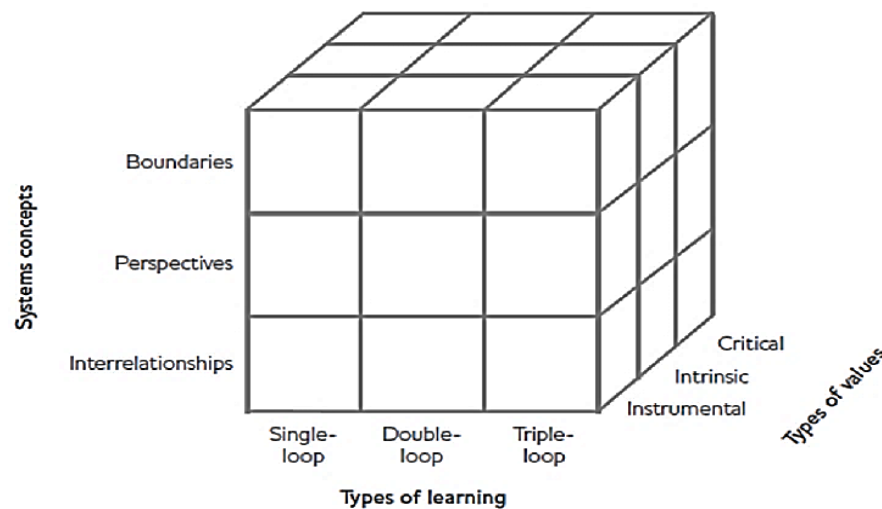 Boundaries
Systems concepts
Perspectives
Interrelationships
Critical
Intrinsic
Instrumental
Types of values
Single-
loop
Double-
loop
Triple-
loop
Types of learning